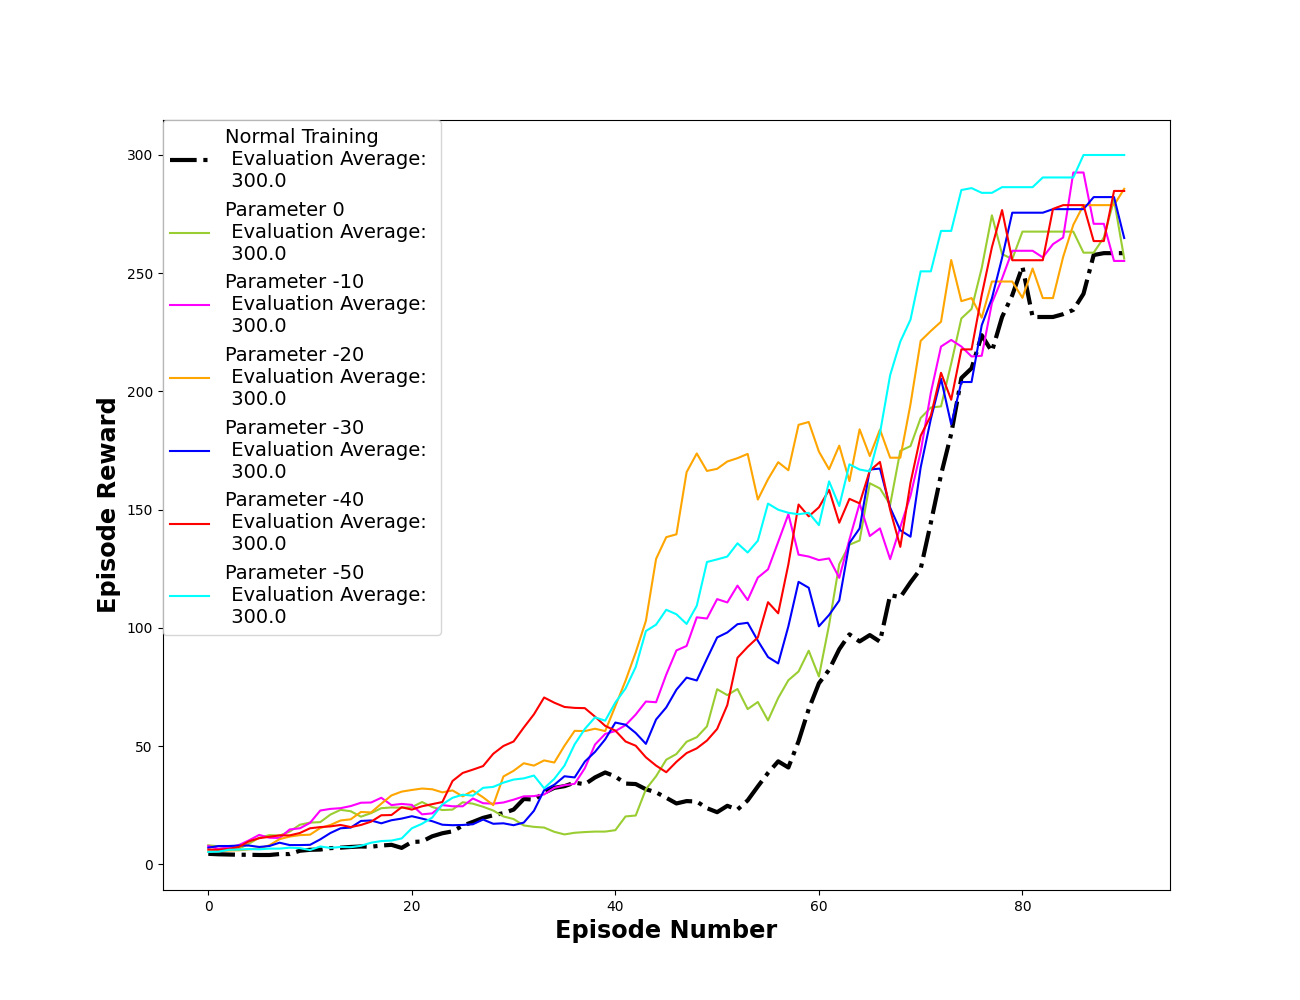 Normal Training
Evaluation Average:
300.0
Parameter 0
Evaluation Average:
300.0
Parameter -10
Evaluation Average:
300.0
Parameter -20
Evaluation Average:
300.0
Parameter -30
Evaluation Average:
300.0
Parameter -40
Evaluation Average:
300.0
Parameter -50
Evaluation Average:
300.0
300
250
200
150
100
50
0
Episode Reward
0 20 40 60 80
Episode Number